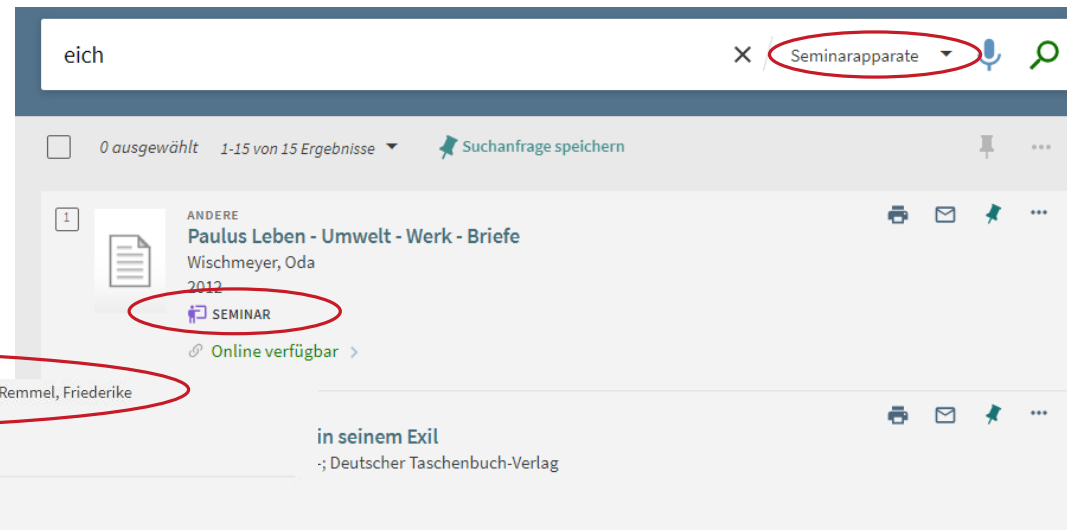 eich
Seminarapparate
0 ausgewählt 1-15 von 15 Ergebnisse Suchanfrage speichern
1
ANDERE
Paulus Leben - Umwelt - Werk - Briefe
Wischmeyer, Oda
2012
SEMINAR
Online verfügbar
Remmel, Friederike
in seinem Exil
-; Deutscher Taschenbuch-Verlag